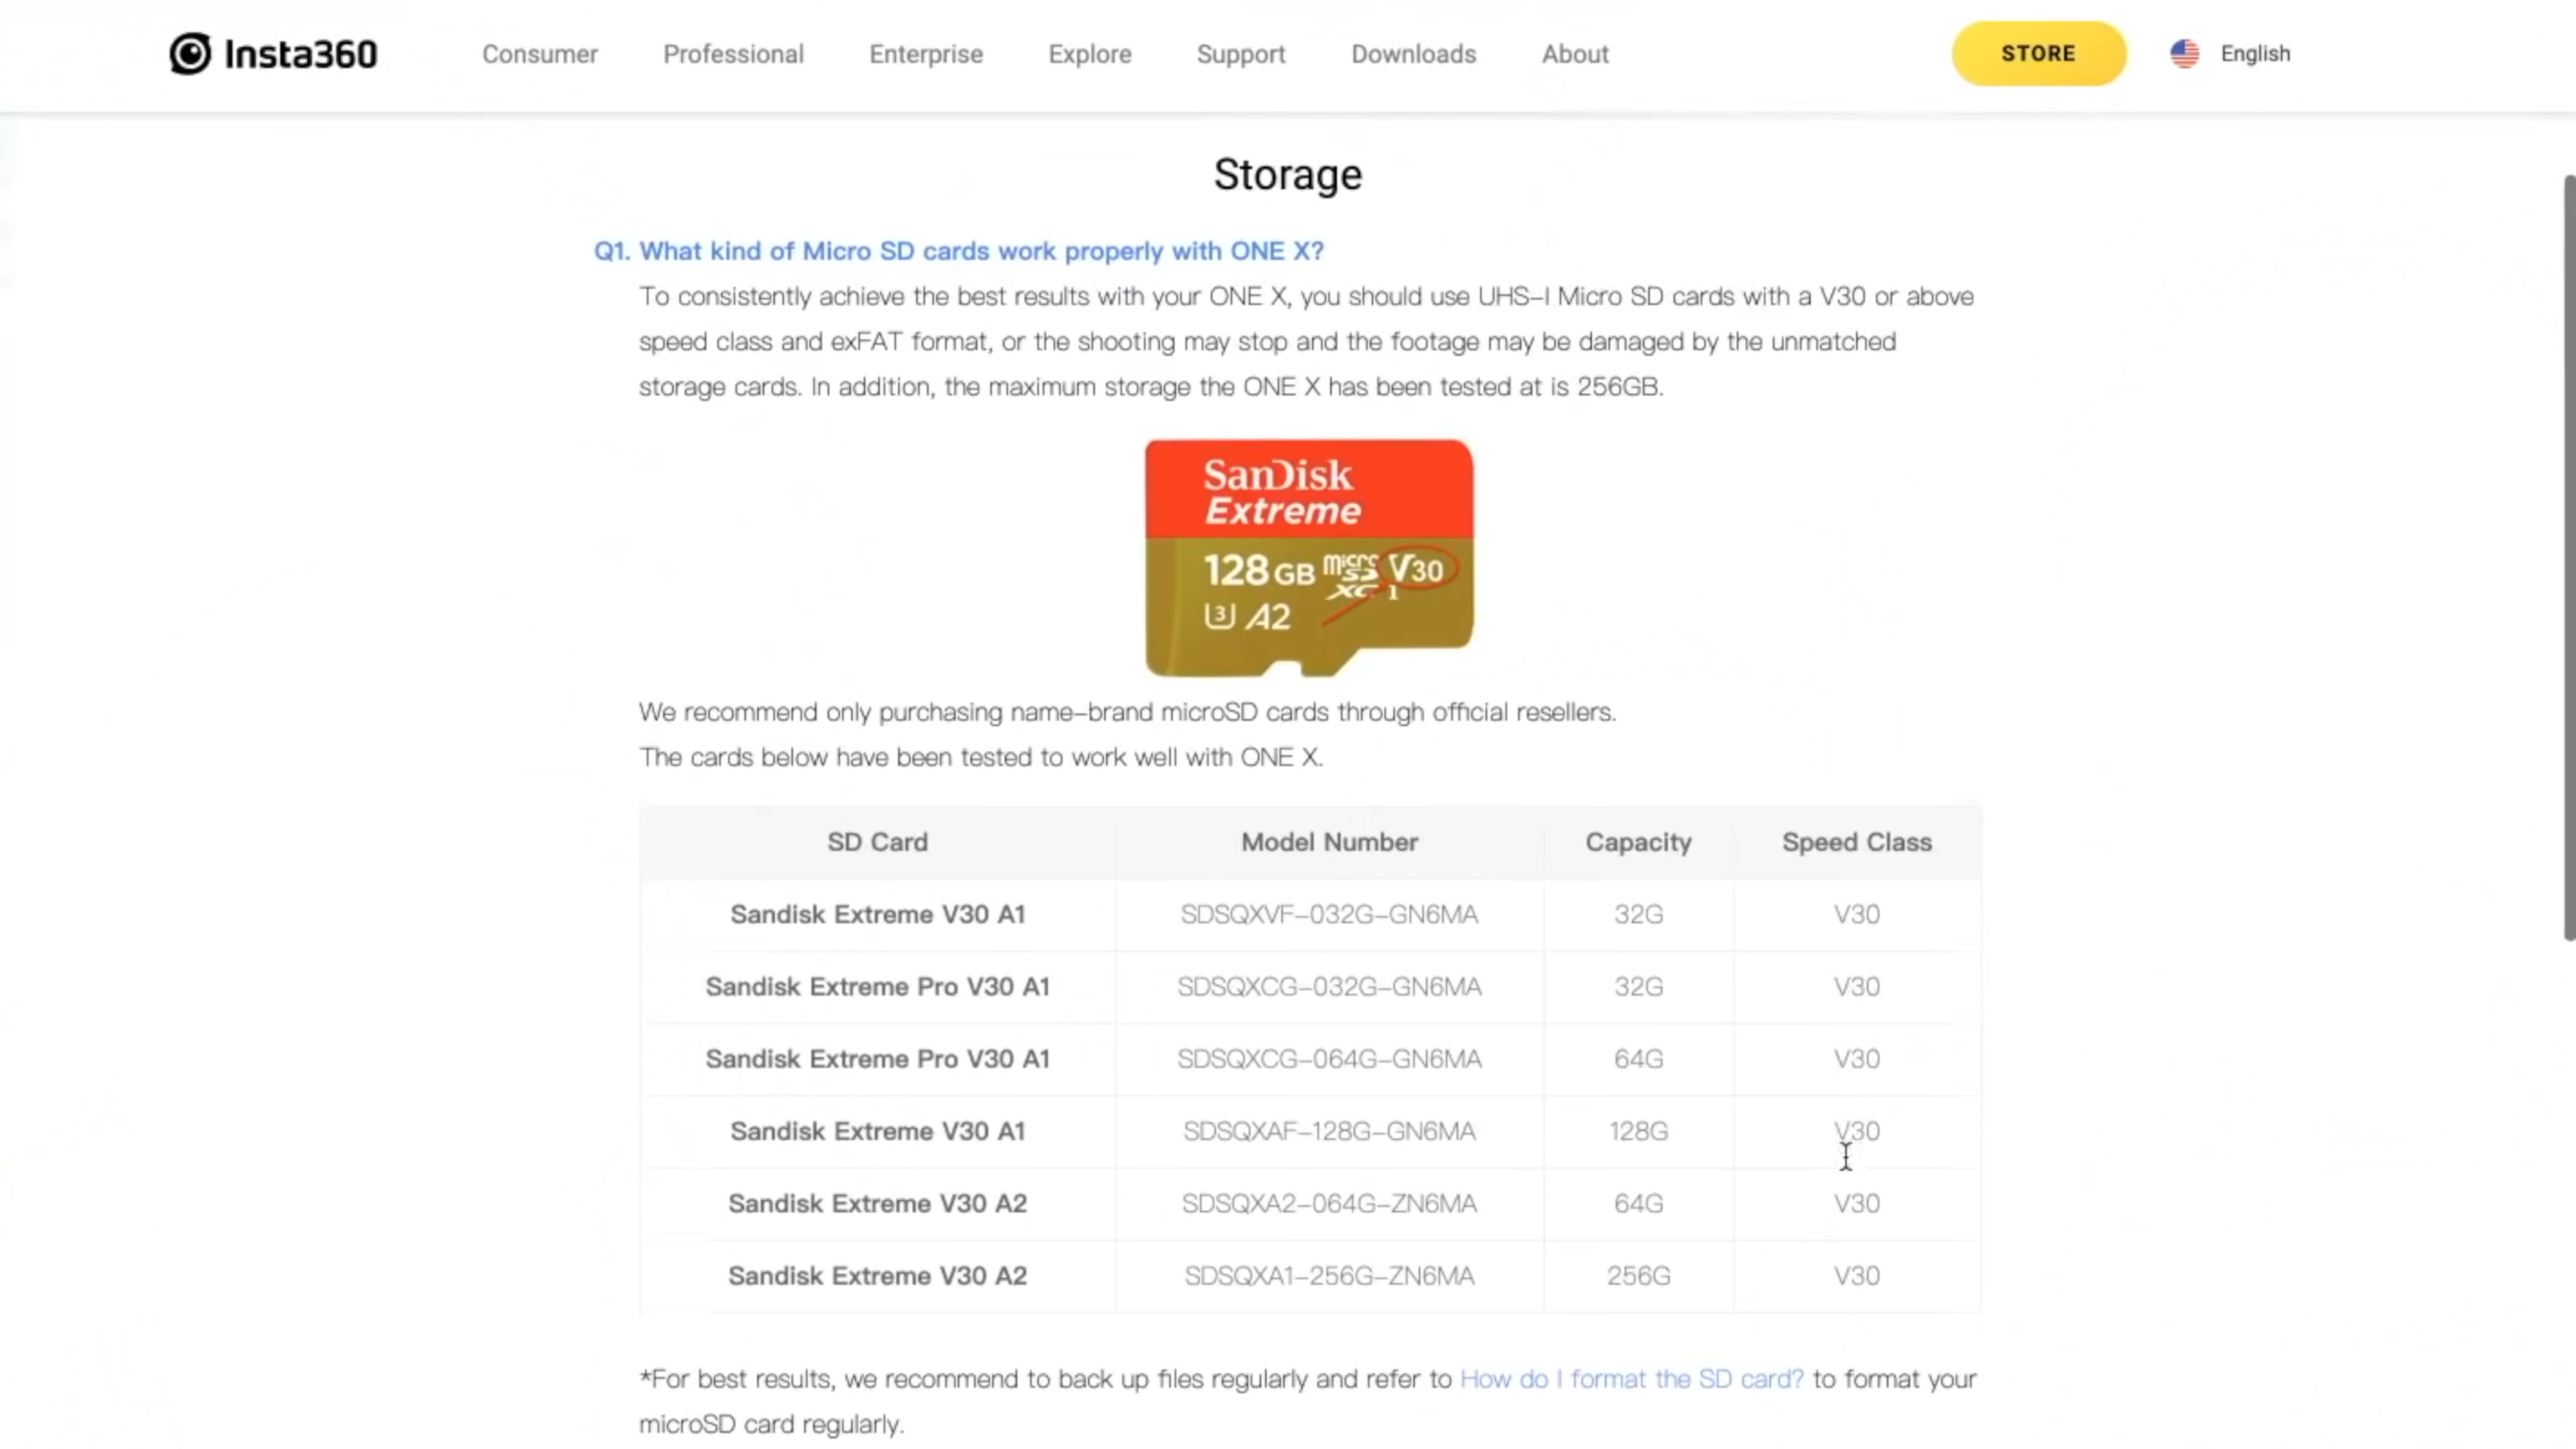 Insta360 Consumer Professional Enterprise Explore Support Downloads About STORE English
Storage
Q1. What kind of Micro SD cards work properly with ONE X?
To consistently achieve the best results with your ONE X, you should use UHS-I Micro SD cards with a V30 or above
speed class and exFAT format, or the shooting may stop and the footage may be damaged by the unmatched
storage cards. In addition, the maximum storage the ONE X has been tested at is 256GB.
SanDisk
Extreme
128 GB micro SD XC I V30
U3 A2
We recommend only purchasing name-brand microSD cards through official resellers.
The cards below have been tested to work well with ONE X.
SD Card Model Number Capacity Speed Class
Sandisk Extreme V30 A1 SDSQXVF-032G-GN6MA 32G V30
Sandisk Extreme Pro V30 A1 SDSQXCG-032G-GN6MA 32G V30
Sandisk Extreme Pro V30 A1 SDSQXCG-064G-GN6MA 64G V30
Sandisk Extreme V30 A1 SDSQXAF-128G-GN6MA 128G V30
Sandisk Extreme V30 A2 SDSQXA2-064G-ZN6MA 64G V30
Sandisk Extreme V30 A2 SDSQXA1-256G-ZN6MA 256G V30
*For best results, we recommend to back up files regularly and refer to How do I format the SD card? to format your
microSD card regularly.